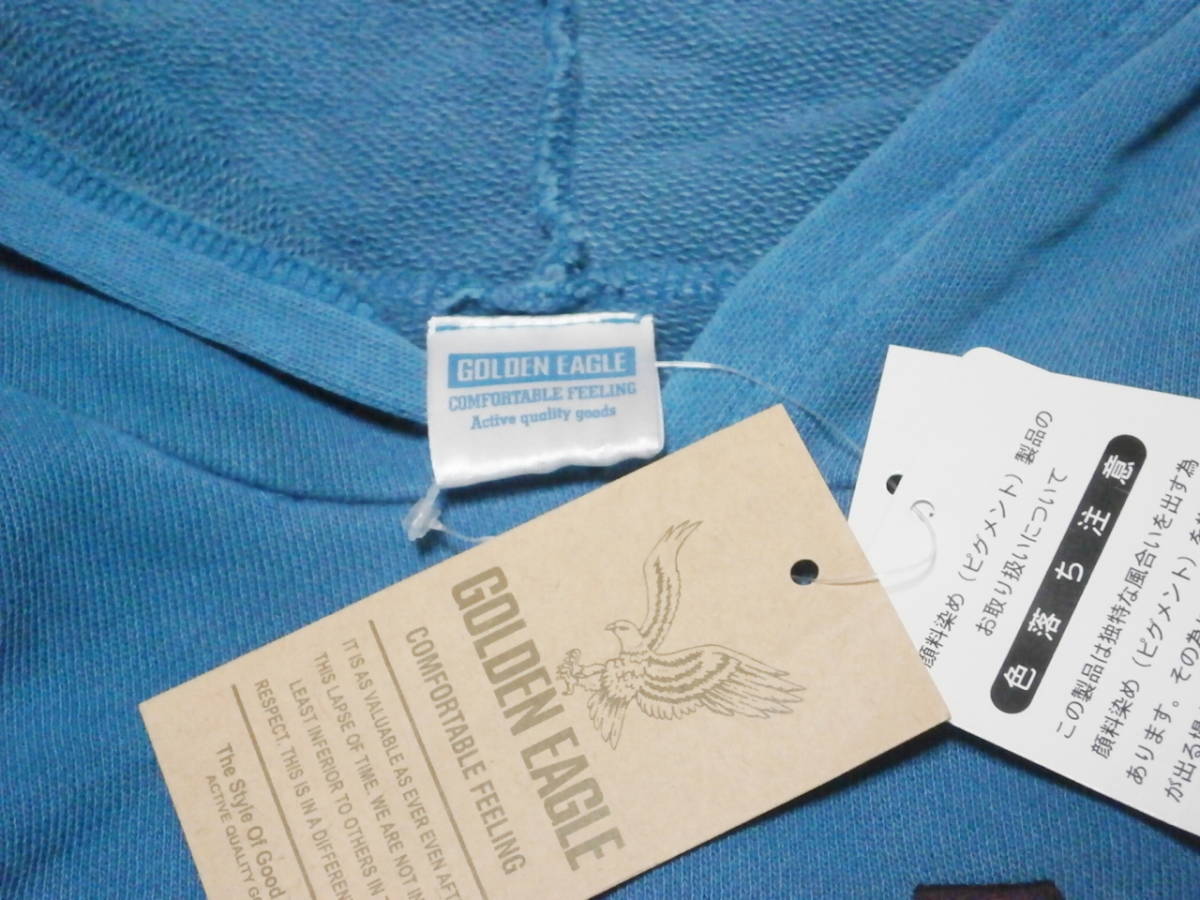 GOLDEN EAGLE
COMFORTABLE FEELING
Active quality goods
GOLDEN EAGLE
COMFORTABLE FEELING
IT IS AS VALUABLE AS EVER EVEN
THIS LAPSE OF TIME. WE ARE NOT
LEAST INFERIOR TO OTHERS IN
RESPECT. THIS IS IN A
The Style Of Good
ACTIVE QUALITY
顔料染め（ピグメント）製品の
お取り扱いについて
色落ち注意
この製品は独特な風合いを出す為
顔料染め（ピグメント）を
あります。その為
が出る場